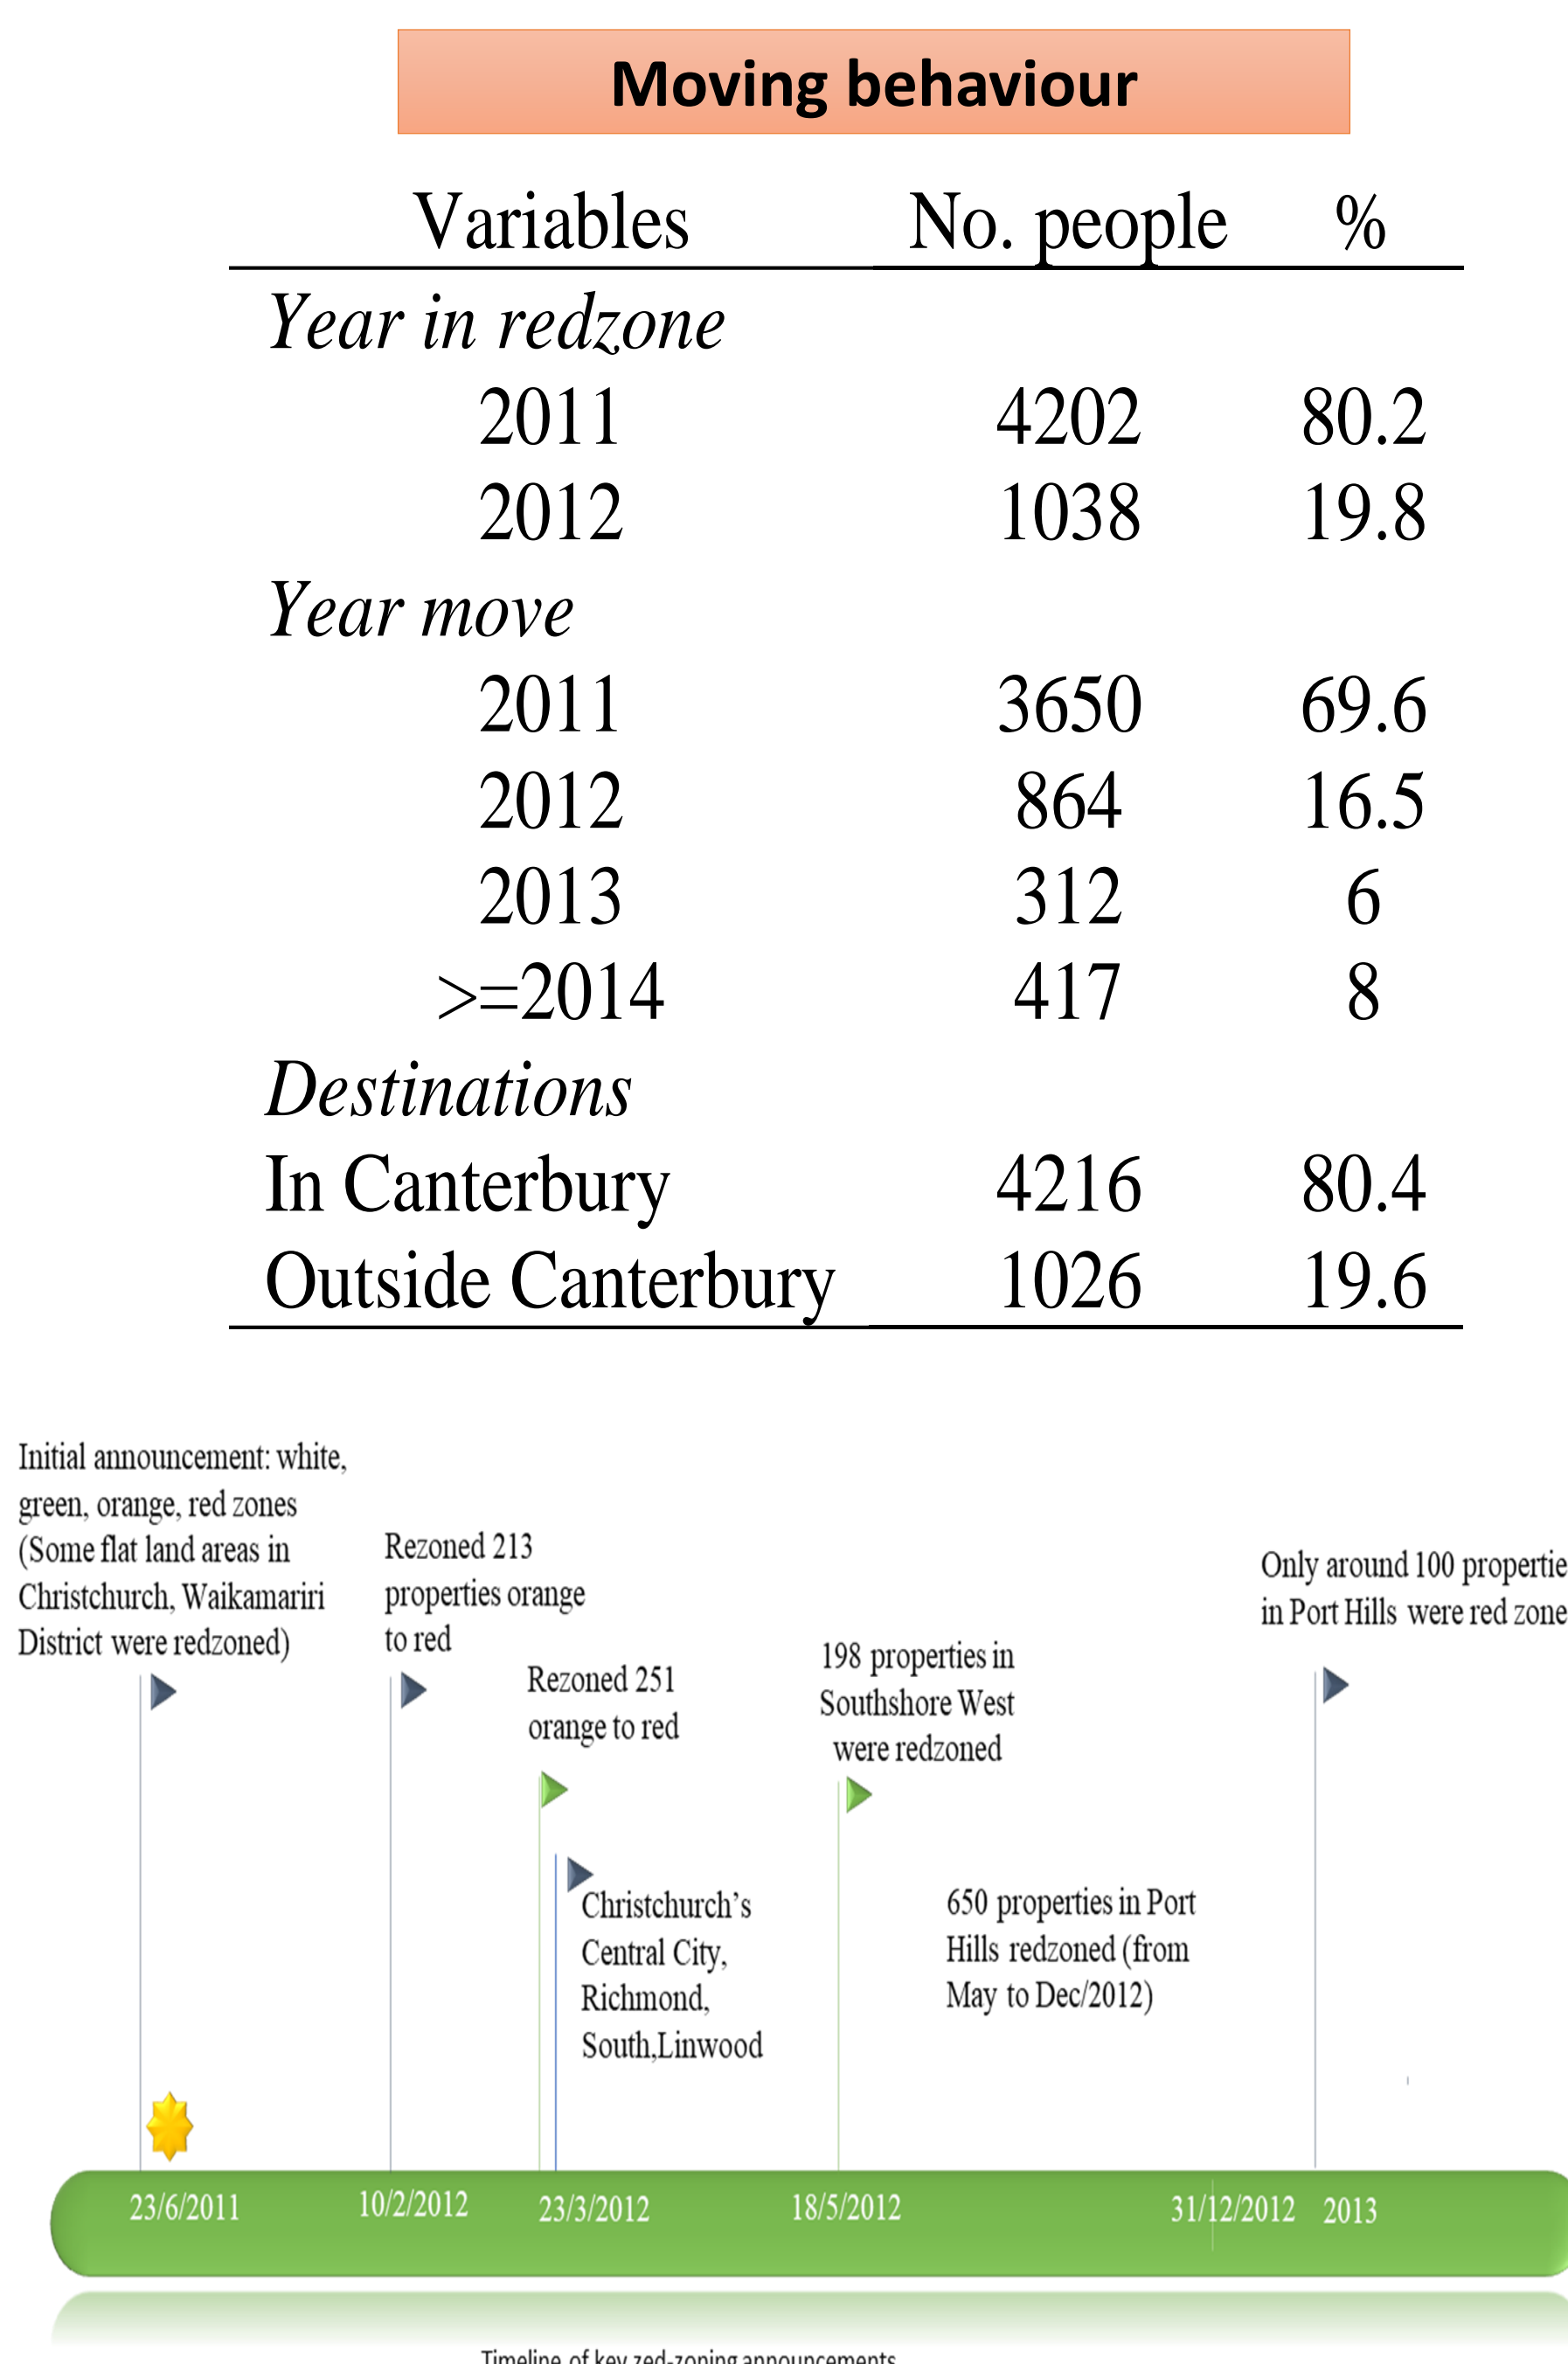 Moving behaviour
Variables No. people %
Year in redzone
2011 4202 80.2
2012 1038 19.8
Year move
2011 3650 69.6
2012 864 16.5
2013 312 6
>=2014 417 8
Destinations
In Canterbury 4216 80.4
Outside Canterbury 1026 19.6
Initial announcement: white,
green, orange, red zones
(Some flat land areas in
Christchurch, Waikamariri
District were redzoned)
Rezoned 213
properties orange
to red
Rezoned 251
orange to red
Christchurch’s
Central City,
Richmond,
South,Linwood
198 properties in
Southshore West
were redzoned
650 properties in Port
Hills redzoned (from
May to Dec/2012)
Only around 100 propertie
in Port Hills were red zone
23/6/2011 10/2/2012 23/3/2012 18/5/2012 31/12/2012 2013
Timeline of key zed-zoning announcements